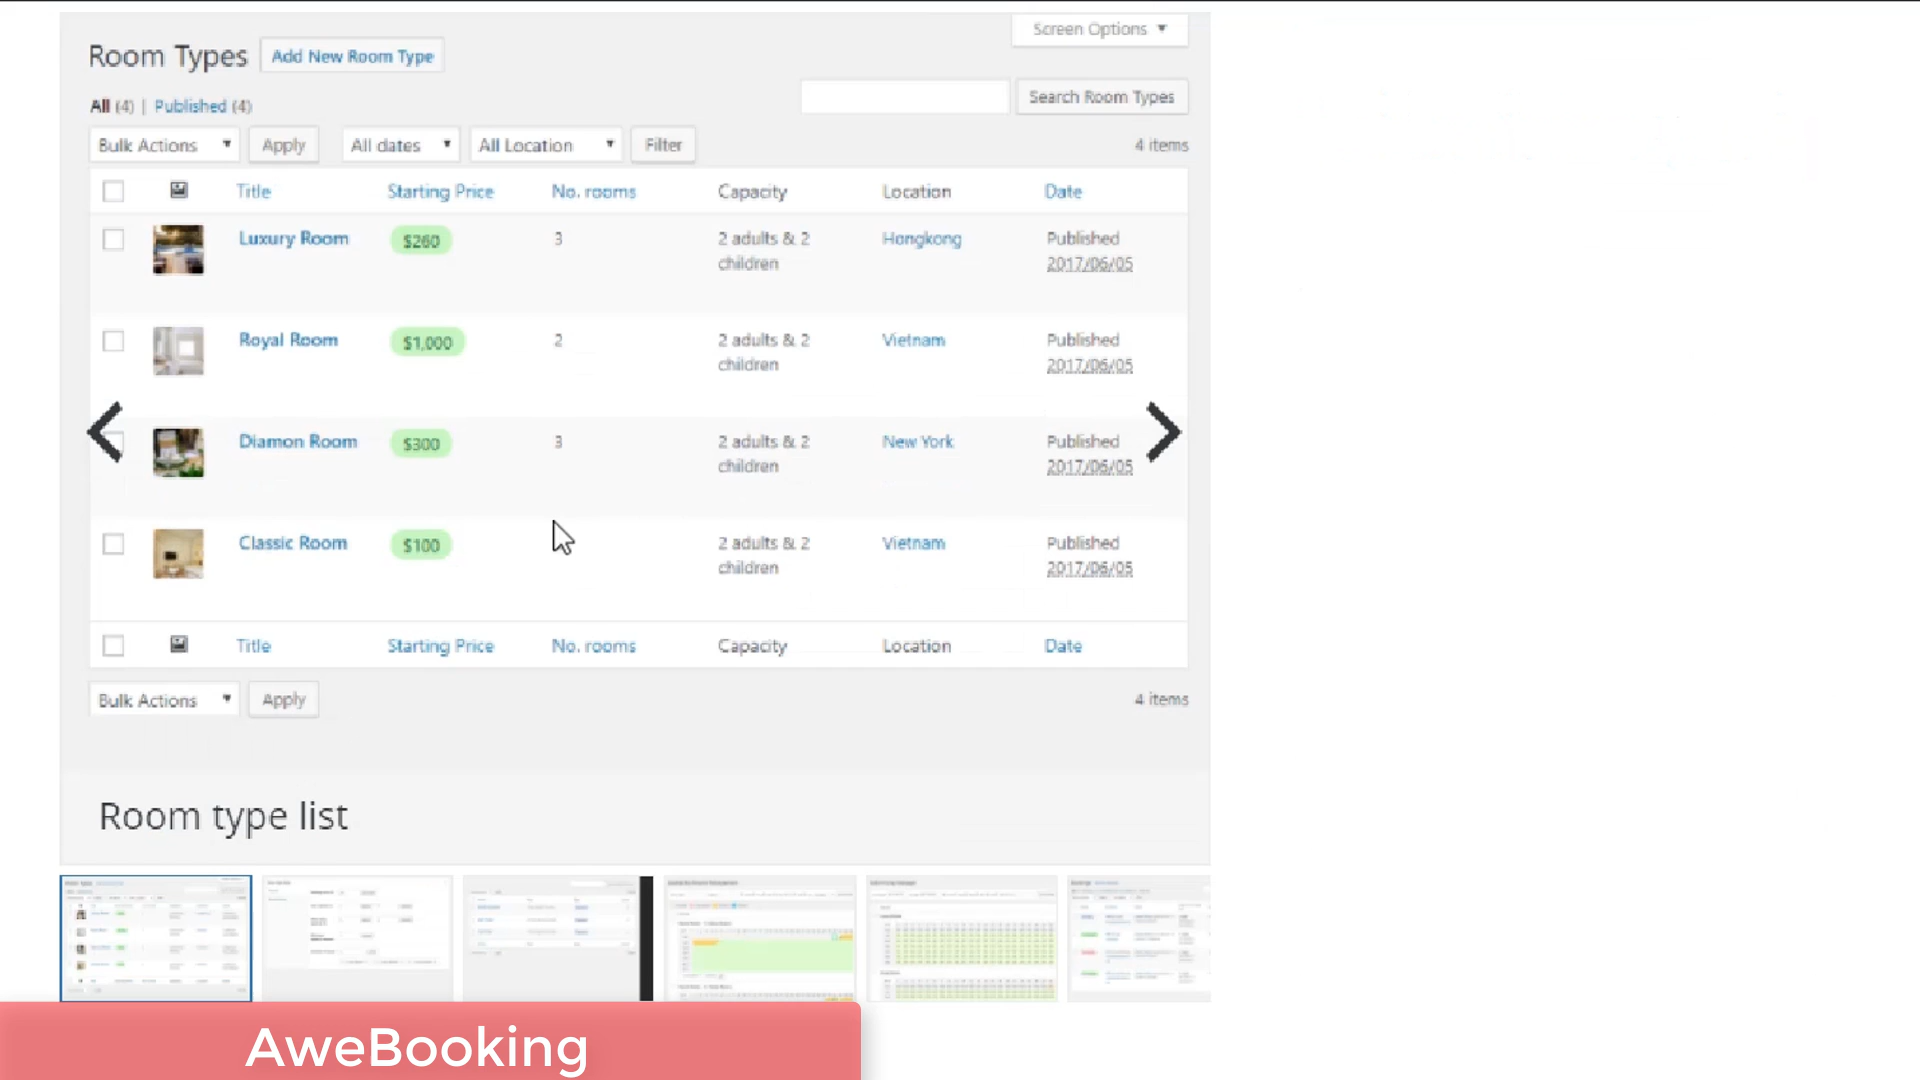 Screen Options
Room Types Add New Room Type
All (4) | Published (4)
Search Room Types
Bulk Actions Apply All dates All Location Filter 4 items
Title Starting Price No. rooms Capacity Location Date
Luxury Room $260 3 2 adults & 2 children Hongkong Published 2017/06/05
Royal Room $1,000 2 2 adults & 2 children Vietnam Published 2017/06/05
Diamon Room $300 3 2 adults & 2 children New York Published 2017/06/05
Classic Room $100 2 adults & 2 children Vietnam Published 2017/06/05
Title Starting Price No. rooms Capacity Location Date
Bulk Actions Apply 4 items
Room type list
AweBooking